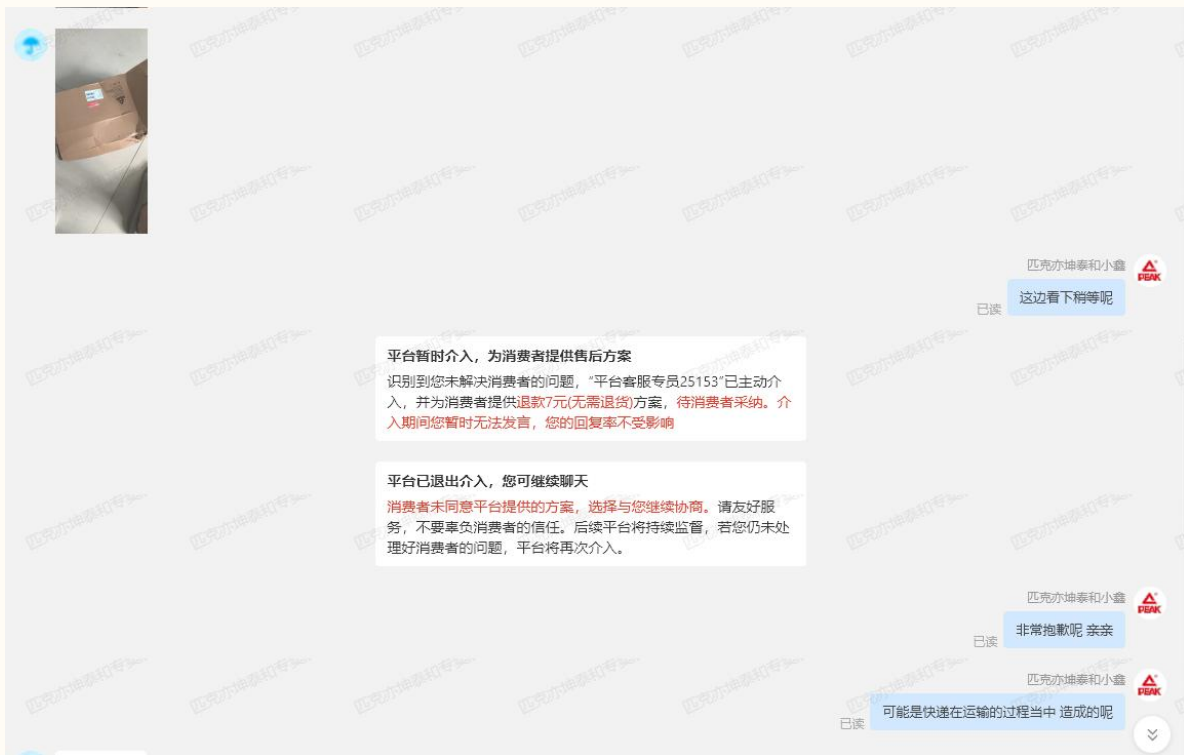 匹克亦坤泰和小鑫
PEAK
已读
这边看下稍等呢
平台暂时介入，为消费者提供售后方案
识别到您未解决消费者的问题，“平台客服专员25153”已主动介
入，并为消费者提供退款7元(无需退货)方案，待消费者采纳。介
入期间您暂时无法发言，您的回复率不受影响
平台已退出介入，您可继续聊天
消费者未同意平台提供的方案，选择与您继续协商。请友好服
务，不要辜负消费者的信任。后续平台将持续监督，若您仍未处
理好消费者的问题，平台将再次介入。
匹克亦坤泰和小鑫
PEAK
已读
非常抱歉呢 亲亲
匹克亦坤泰和小鑫
PEAK
已读
可能是快递在运输的过程当中 造成的呢